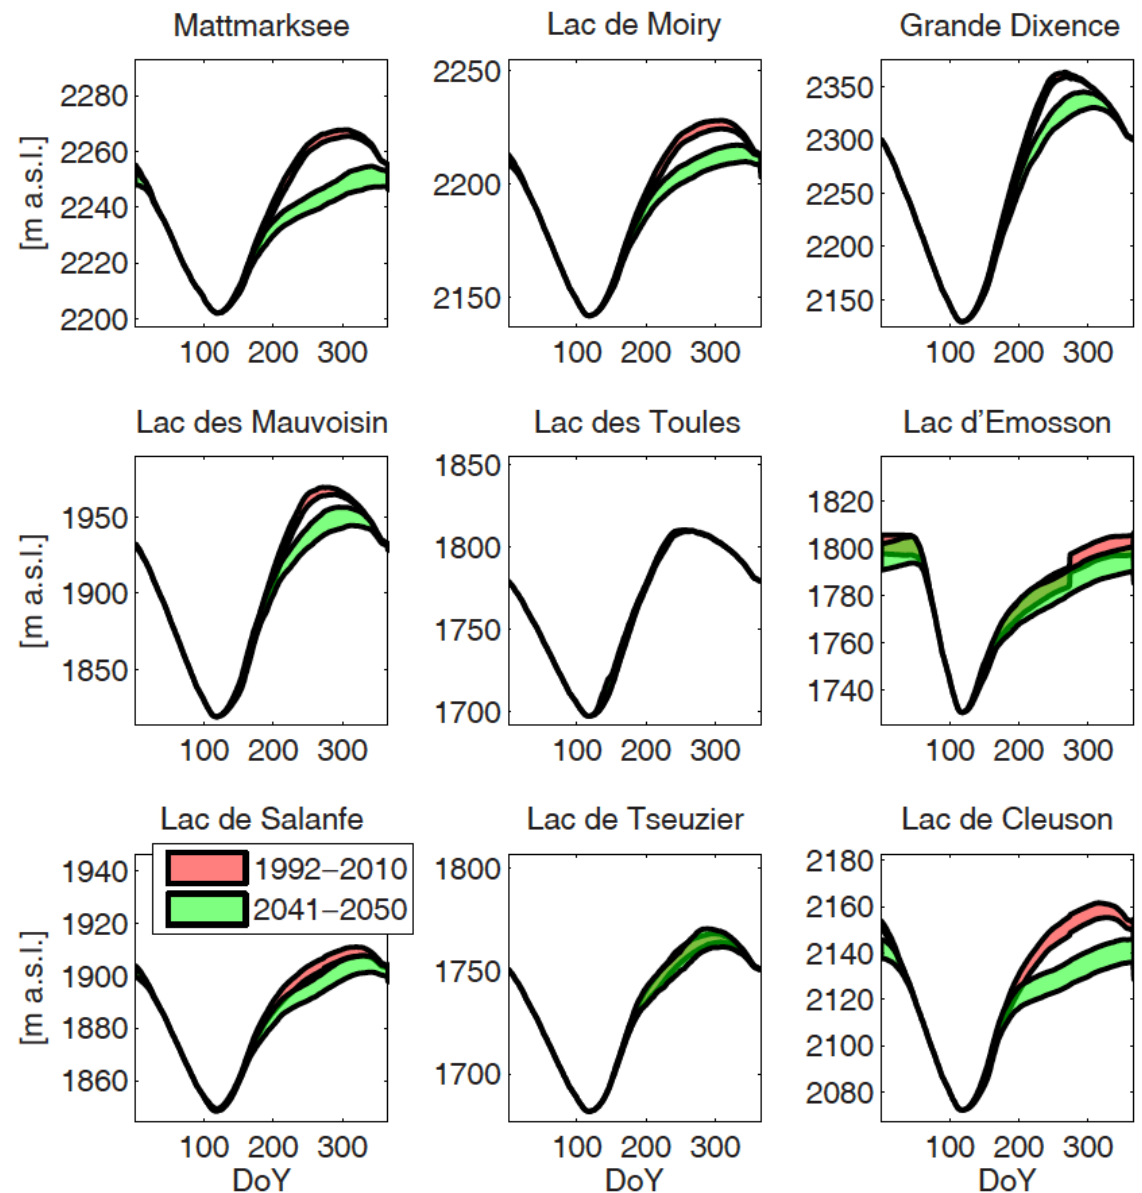 Mattmarksee
Lac de Moiry
Grande Dixence
[m a.s.l.]
2280
2260
2240
2220
2200
100 200 300
2250
2200
2150
100 200 300
2350
2300
2250
2200
2150
100 200 300
Lac des Mauvoisin
Lac des Toules
Lac d'Emosson
[m a.s.l.]
1950
1900
1850
100 200 300
1850
1800
1750
1700
100 200 300
1820
1800
1780
1760
1740
100 200 300
Lac de Salanfe
Lac de Tseuzier
Lac de Cleuson
[m a.s.l.]
1940
1920
1900
1880
1860
1992−2010
2041−2050
100 200 300
DoY
1800
1750
1700
100 200 300
DoY
2180
2160
2140
2120
2100
2080
100 200 300
DoY